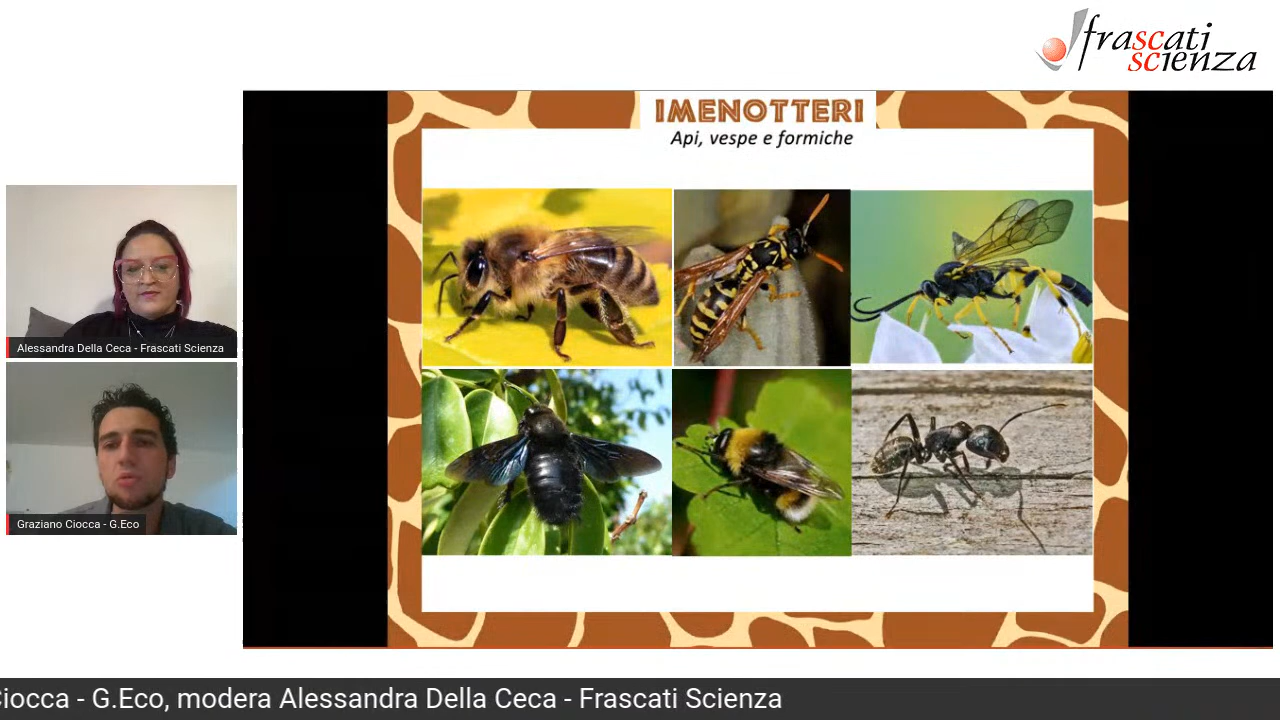 frascati
scienza
IMENOTTERI
Api, vespe e formiche
Alessandra Della Ceca - Frascati Scienza
Graziano Ciocca - G.Eco
Ciocca - G.Eco, modera Alessandra Della Ceca - Frascati Scienza